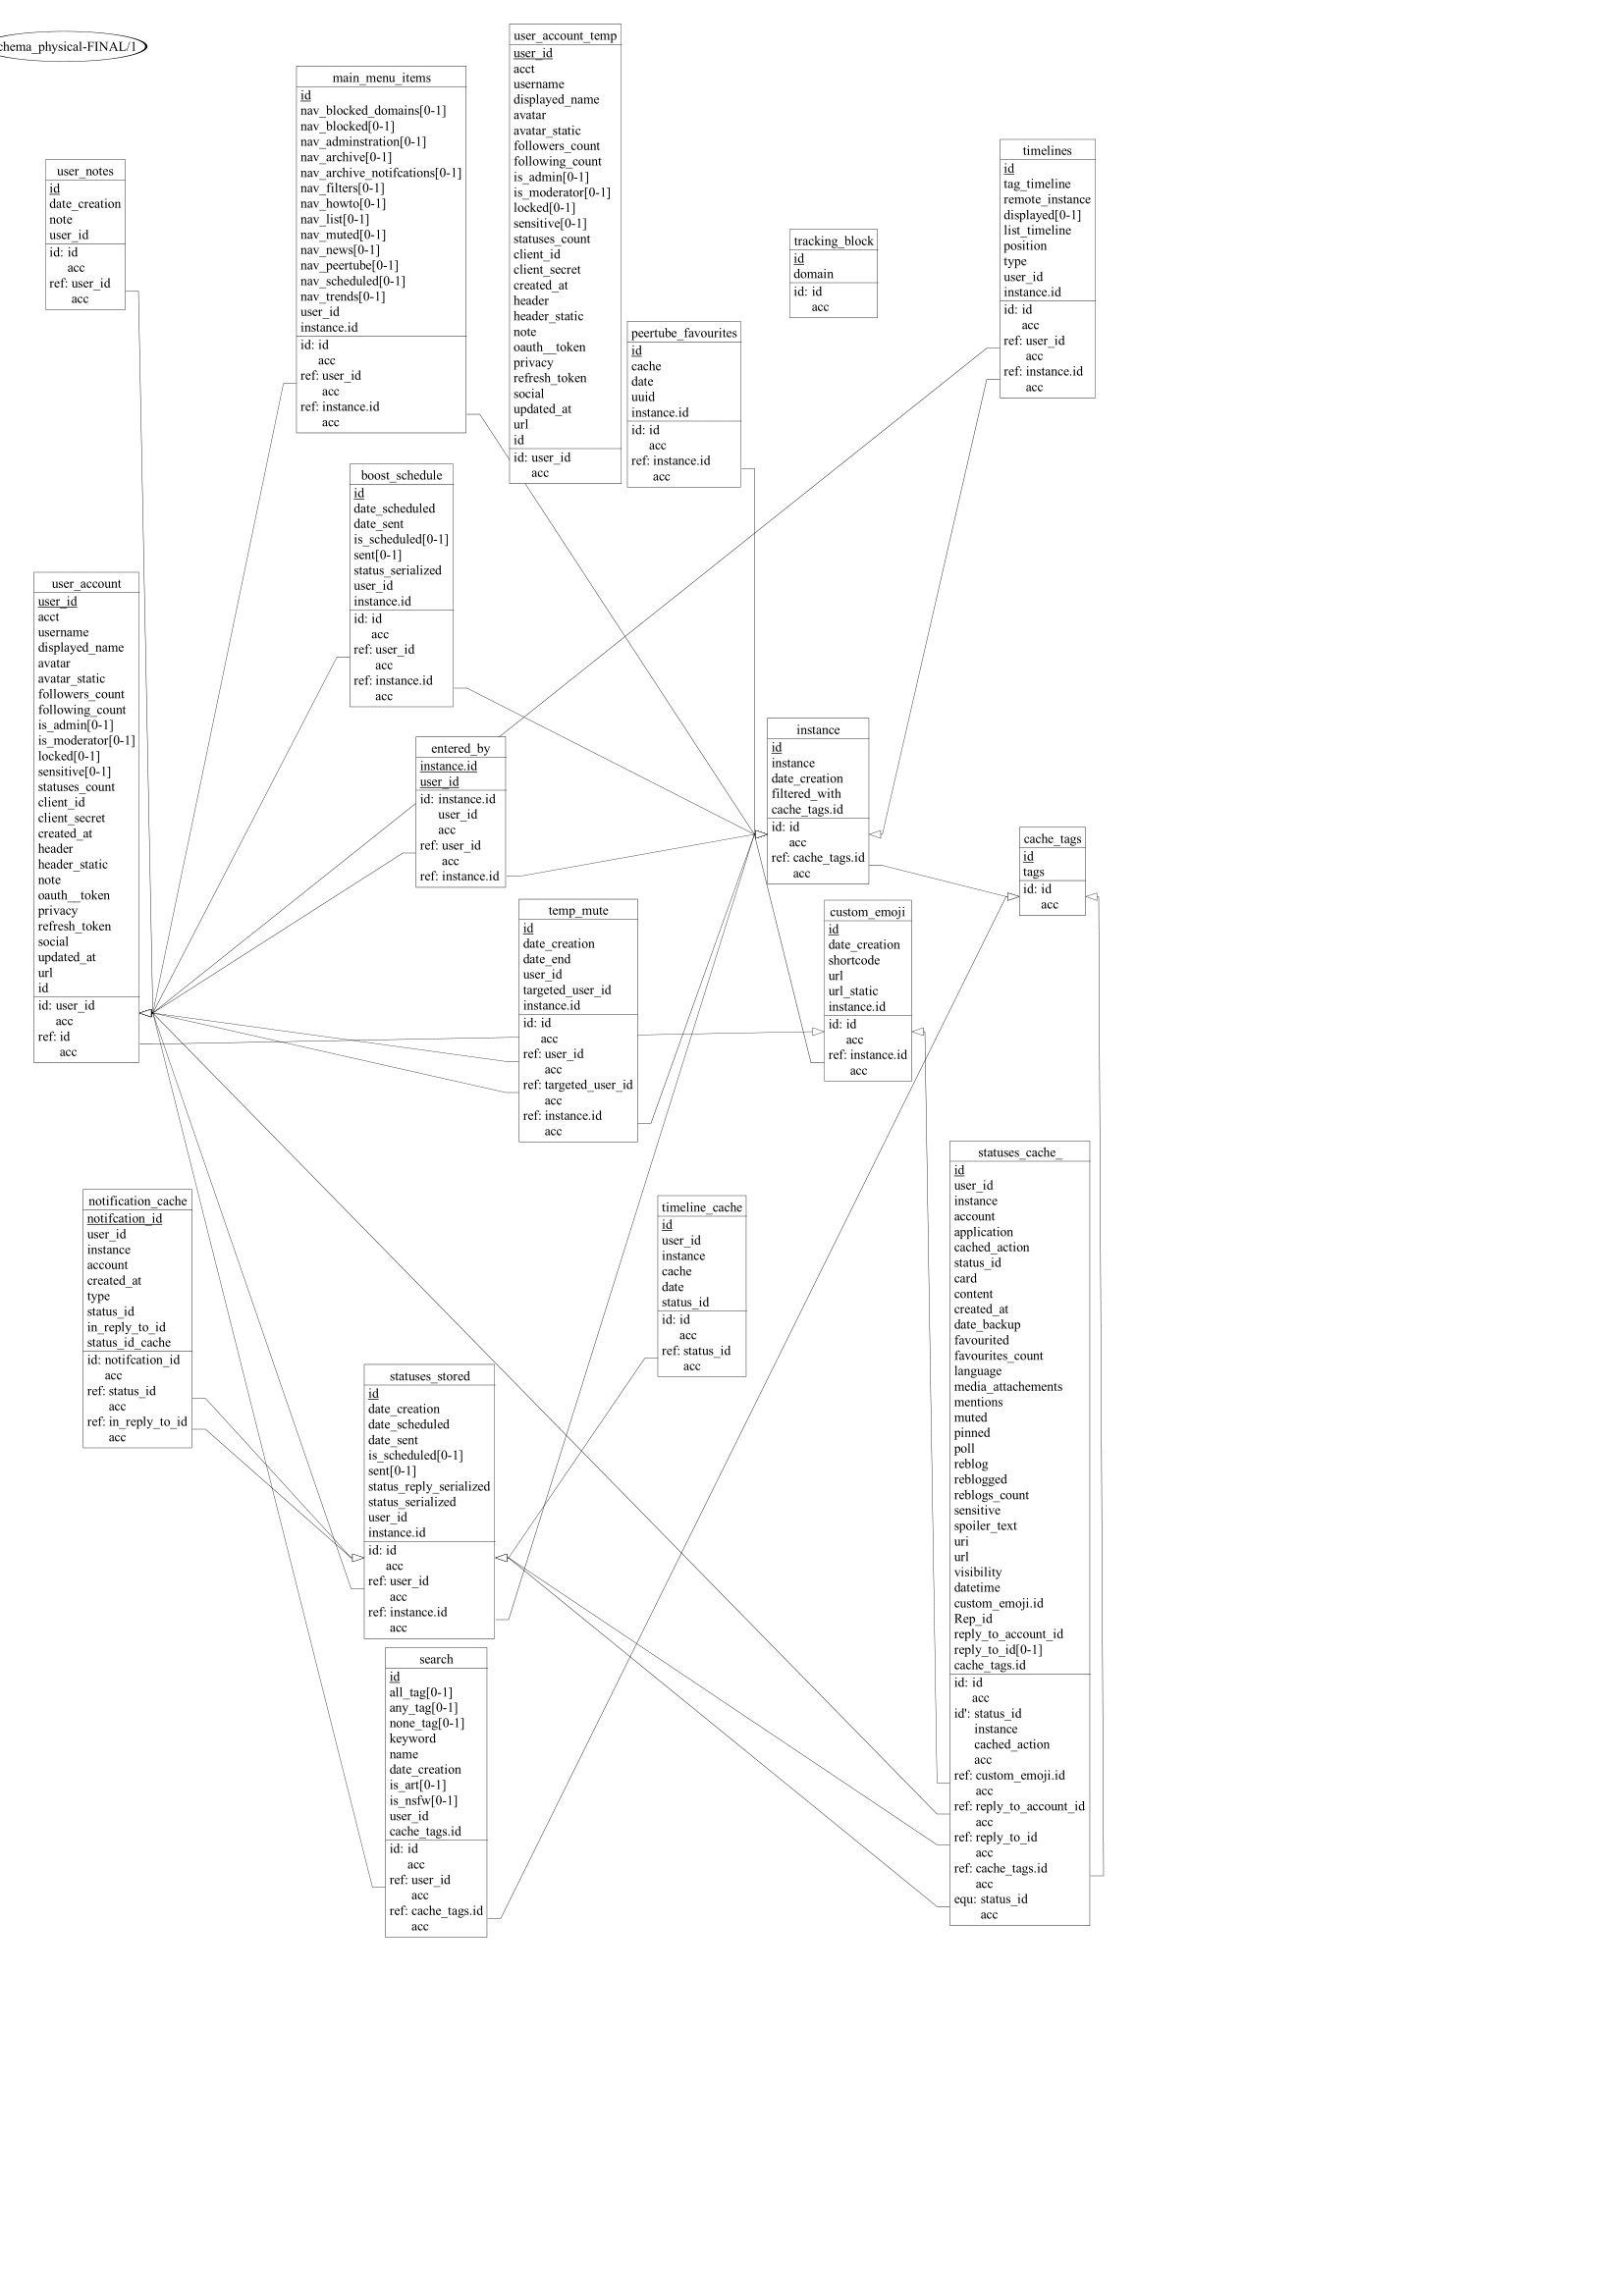 chema_physical-FINAL/1
user_notes
id
date_creation
note
user_id
id: id
acc
ref: user_id
acc
main_menu_items
id
nav_blocked_domains[0-1]
nav_blocked[0-1]
nav_adminstration[0-1]
nav_archive[0-1]
nav_archive_notifcations[0-1]
nav_filters[0-1]
nav_howto[0-1]
nav_list[0-1]
nav_muted[0-1]
nav_news[0-1]
nav_peertube[0-1]
nav_scheduled[0-1]
nav_trends[0-1]
user_id
instance.id
id: id
acc
ref: user_id
acc
ref: instance.id
acc
user_account_temp
user_id
acct
username
displayed_name
avatar
avatar_static
followers_count
following_count
is_admin[0-1]
is_moderator[0-1]
locked[0-1]
sensitive[0-1]
statuses_count
client_id
client_secret
created_at
header
header_static
note
oauth__token
privacy
refresh_token
social
updated_at
url
id
id: user_id
acc
peertube_favourites
id
cache
date
uuid
instance.id
id: id
acc
ref: instance.id
acc
tracking_block
id
domain
id: id
acc
timelines
id
tag_timeline
remote_instance
displayed[0-1]
list_timeline
position
type
user_id
instance.id
id: id
acc
ref: user_id
acc
ref: instance.id
acc
boost_schedule
id
date_scheduled
date_sent
is_scheduled[0-1]
sent[0-1]
status_serialized
user_id
instance.id
id: id
acc
ref: user_id
acc
ref: instance.id
acc
user_account
user_id
acct
username
displayed_name
avatar
avatar_static
followers_count
following_count
is_admin[0-1]
is_moderator[0-1]
locked[0-1]
sensitive[0-1]
statuses_count
client_id
client_secret
created_at
header
header_static
note
oauth__token
privacy
refresh_token
social
updated_at
url
id
id: user_id
acc
ref: id
acc
entered_by
instance.id
user_id
id: instance.id
user_id
acc
ref: user_id
acc
ref: instance.id
instance
id
instance
date_creation
filtered_with
cache_tags.id
id: id
acc
ref: cache_tags.id
acc
cache_tags
id
tags
id: id
acc
temp_mute
id
date_creation
date_end
user_id
targeted_user_id
instance.id
id: id
acc
ref: user_id
acc
ref: targeted_user_id
acc
ref: instance.id
acc
custom_emoji
id
date_creation
shortcode
url
url_static
instance.id
id: id
acc
ref: instance.id
acc
notification_cache
notifcation_id
user_id
instance
account
created_at
type
status_id
in_reply_to_id
status_id_cache
id: notifcation_id
acc
ref: status_id
acc
ref: in_reply_to_id
acc
timeline_cache
id
user_id
instance
cache
date
status_id
id: id
acc
ref: status_id
acc
statuses_cache_
id
user_id
instance
account
application
cached_action
status_id
card
content
created_at
date_backup
favourited
favourites_count
language
media_attachements
mentions
muted
pinned
poll
reblog
reblogged
reblogs_count
sensitive
spoiler_text
uri
url
visibility
datetime
custom_emoji.id
Rep_id
reply_to_account_id
reply_to_id[0-1]
cache_tags.id
id: id
acc
id': status_id
instance
cached_action
acc
ref: custom_emoji.id
acc
ref: reply_to_account_id
acc
ref: reply_to_id
acc
ref: cache_tags.id
acc
equ: status_id
acc
statuses_stored
id
date_creation
date_scheduled
date_sent
is_scheduled[0-1]
sent[0-1]
status_reply_serialized
status_serialized
user_id
instance.id
id: id
acc
ref: user_id
acc
ref: instance.id
acc
search
id
all_tag[0-1]
any_tag[0-1]
none_tag[0-1]
keyword
name
date_creation
is_art[0-1]
is_nsfw[0-1]
user_id
cache_tags.id
id: id
acc
ref: user_id
acc
ref: cache_tags.id
acc